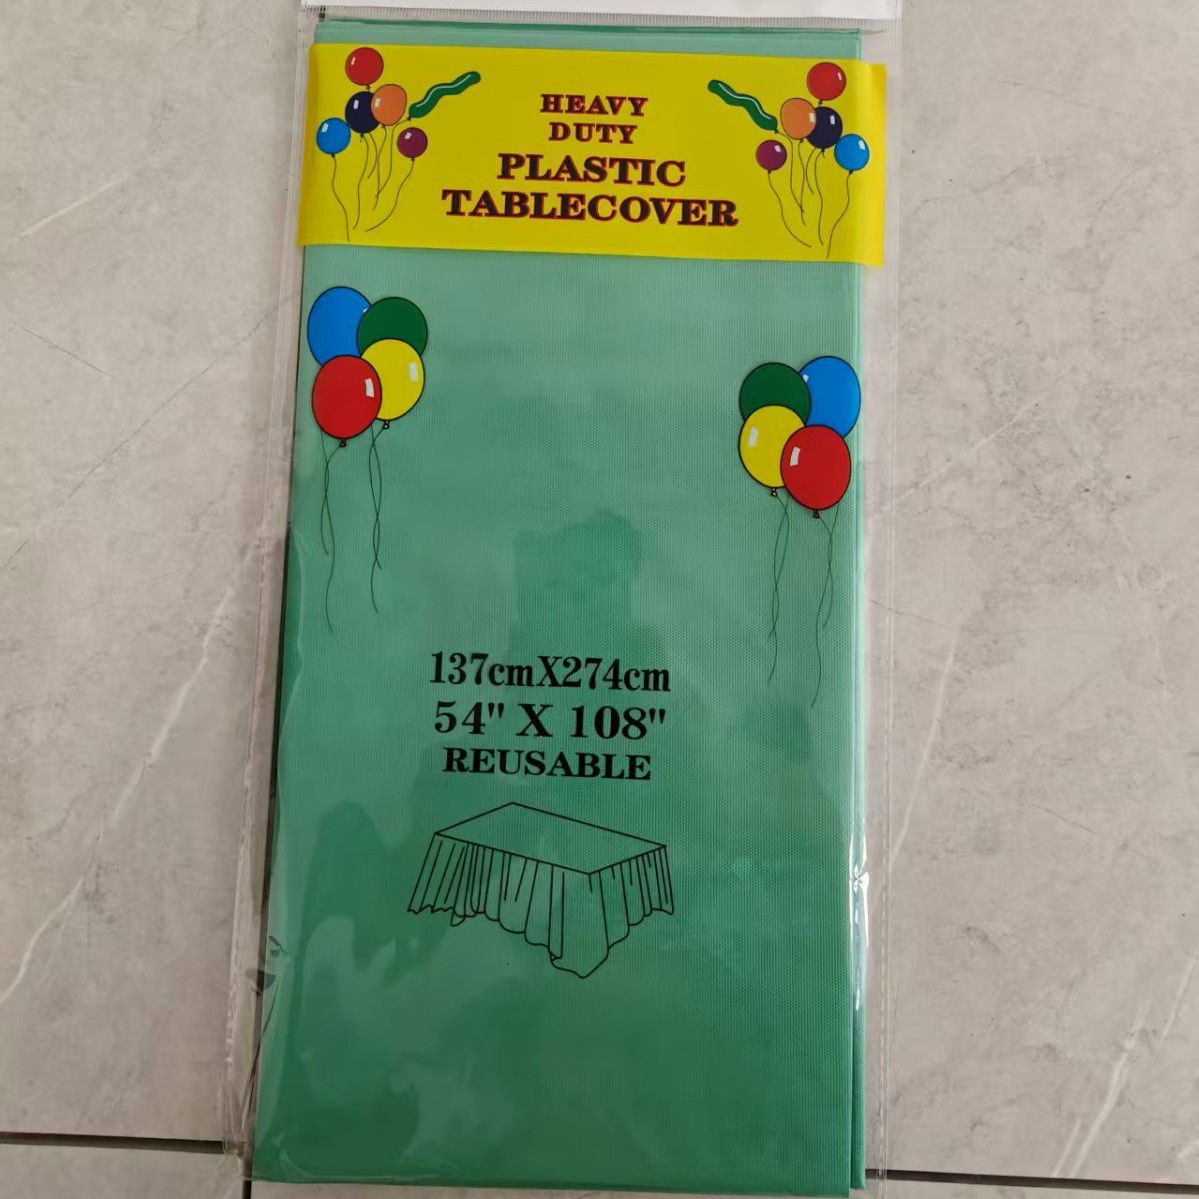 HEAVY
DUTY
PLASTIC
TABLECOVER
137cmX274cm
54" X 108"
REUSABLE